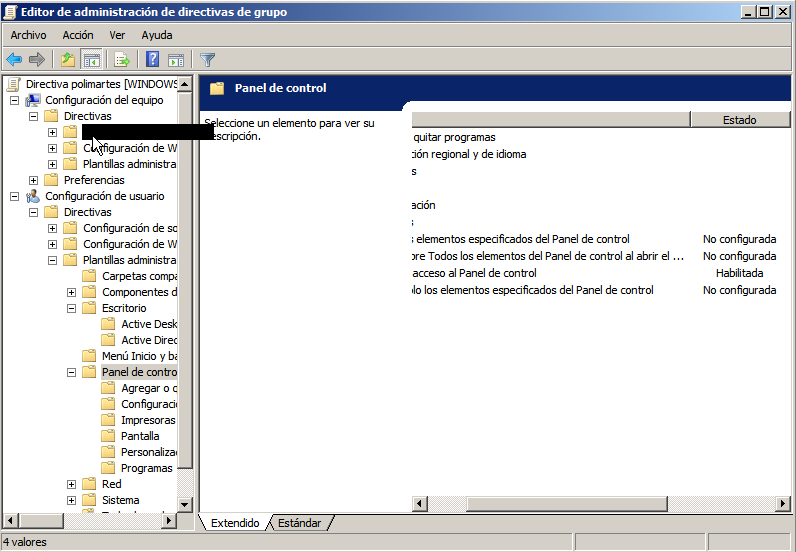 Editor de administración de directivas de grupo
Archivo Acción Ver Ayuda
Directiva polimartes [WINDOWS
Configuración del equipo
Directivas
Configuración de W
Plantillas administra
Preferencias
Configuración de usuario
Directivas
Configuración de so
Configuración de W
Plantillas administra
Carpetas compa
Componentes d
Escritorio
Active Desk
Active Direc
Menú Inicio y ba
Panel de contro
Agregar o q
Configuració
Impresoras
Pantalla
Personaliza
Programas
Red
Sistema
Panel de control
Seleccione un elemento para ver su
descripción.
Estado
quitar programas
ción regional y de idioma
s
ación
s
s elementos especificados del Panel de control No configurada
bre Todos los elementos del Panel de control al abrir el ... No configurada
acceso al Panel de control Habilitada
olo los elementos especificados del Panel de control No configurada
Extendido Estándar
4 valores